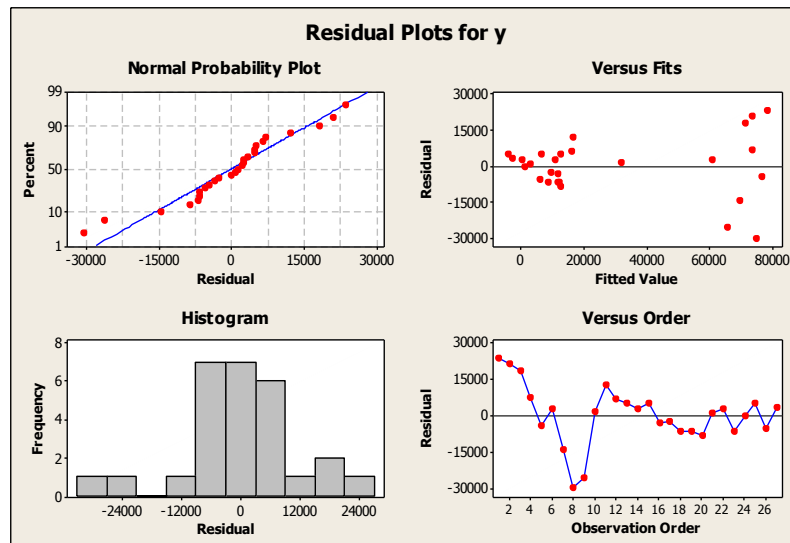 Residual Plots for y
Normal Probability Plot
99
90
50
10
1
Percent
-30000 -15000 0 15000 30000
Residual
Versus Fits
30000
15000
0
-15000
-30000
Residual
0 20000 40000 60000 80000
Fitted Value
Histogram
8
6
4
2
0
Frequency
-24000 -12000 0 12000 24000
Residual
Versus Order
30000
15000
0
-15000
-30000
Residual
2 4 6 8 10 12 14 16 18 20 22 24 26
Observation Order